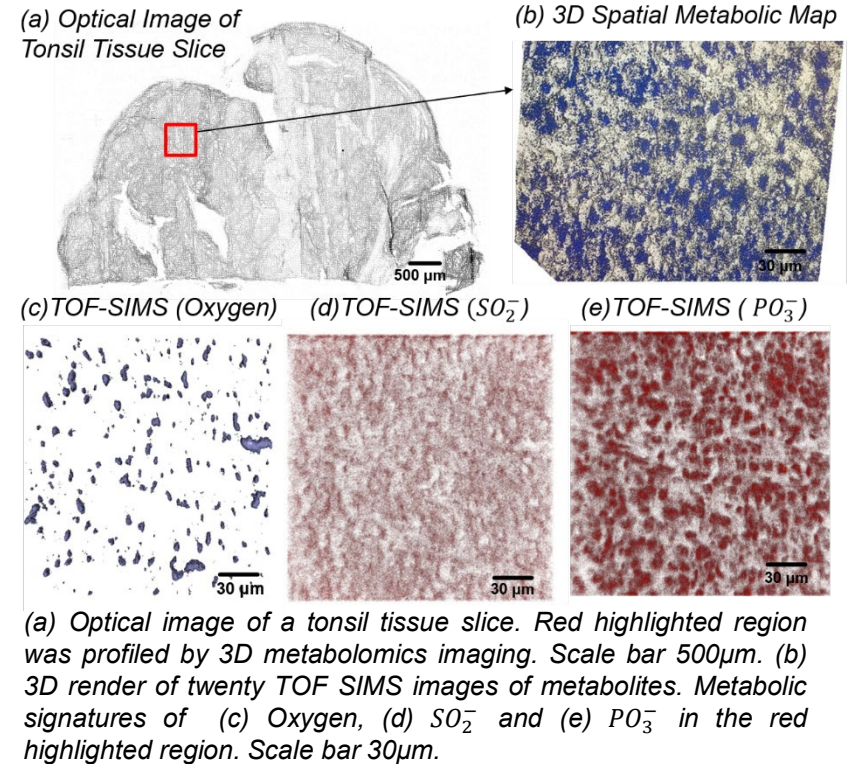 (a) Optical Image of
Tonsil Tissue Slice
(b) 3D Spatial Metabolic Map
500 µm
30 µm
(c)TOF-SIMS (Oxygen)
(d)TOF-SIMS (SO₂⁻)
(e)TOF-SIMS ( PO₃⁻)
30 µm
30 µm
30 µm
(a) Optical image of a tonsil tissue slice. Red highlighted region
was profiled by 3D metabolomics imaging. Scale bar 500µm. (b)
3D render of twenty TOF SIMS images of metabolites. Metabolic
signatures of (c) Oxygen, (d) SO₂⁻ and (e) PO₃⁻ in the red
highlighted region. Scale bar 30µm.